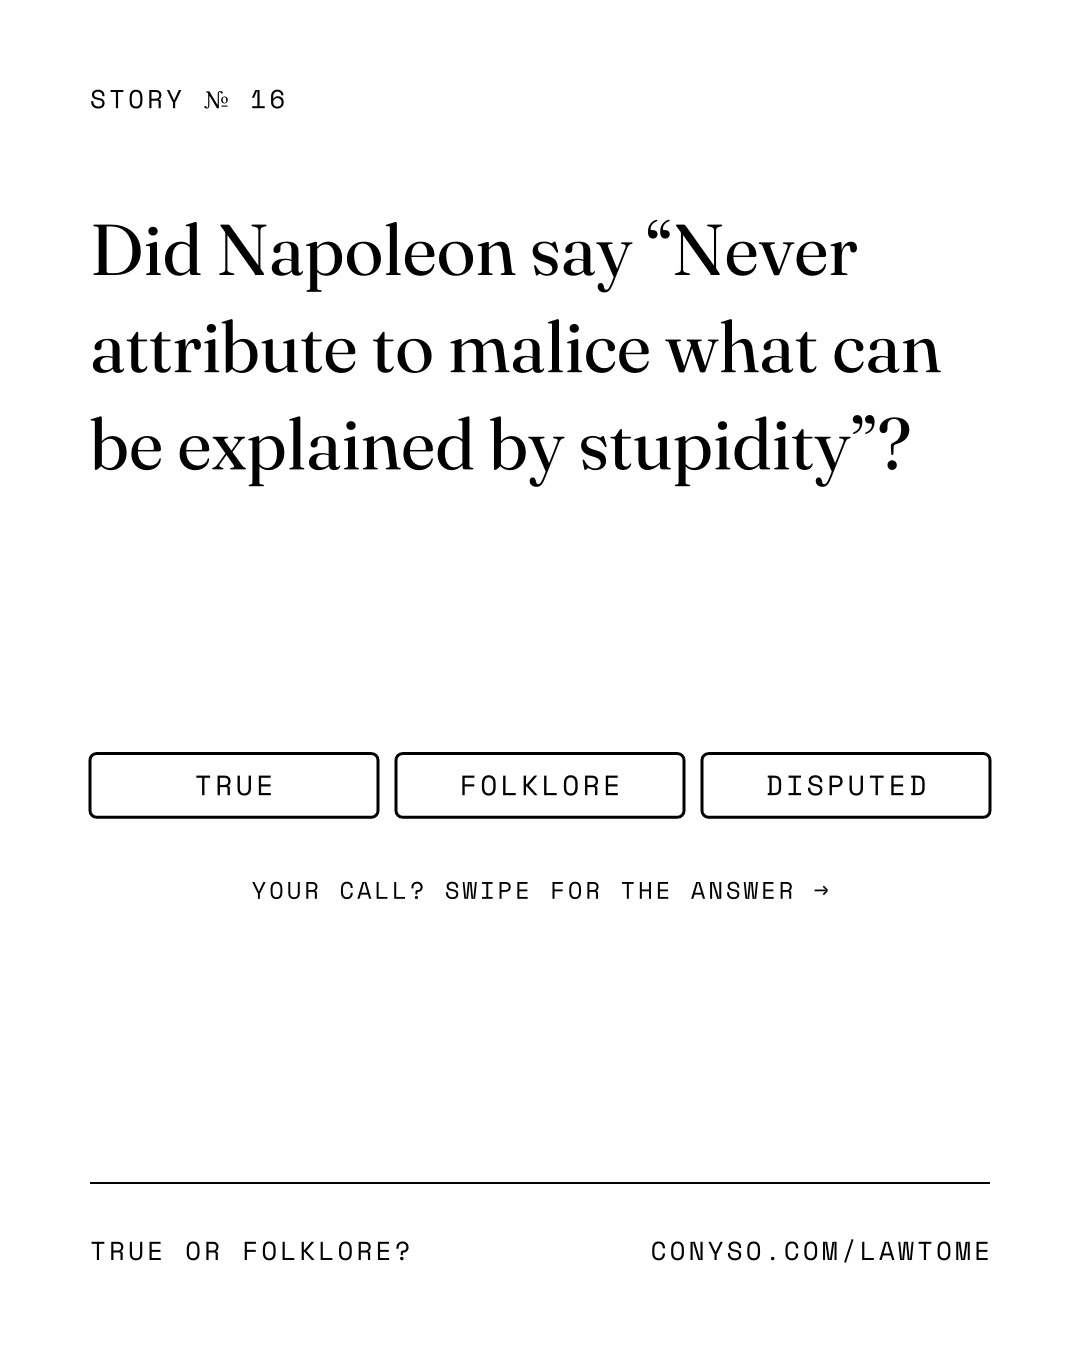 STORY № 16
Did Napoleon say “Never
attribute to malice what can
be explained by stupidity”?
TRUE
FOLKLORE
DISPUTED
YOUR CALL? SWIPE FOR THE ANSWER →
TRUE OR FOLKLORE?
CONYSO.COM/LAWTOME